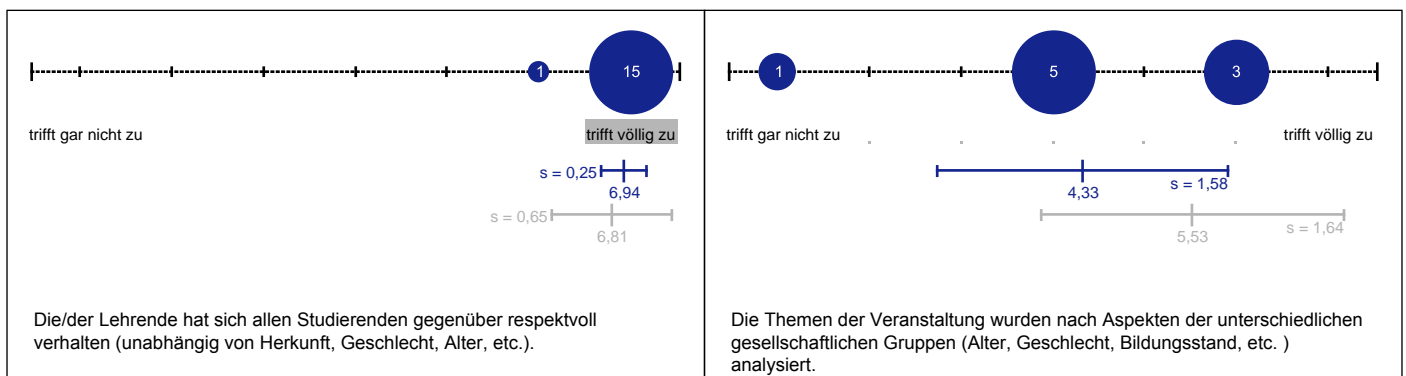 1
15
trifft gar nicht zu
trifft völlig zu
s = 0,25
6,94
s = 0,65
6,81
Die/der Lehrende hat sich allen Studierenden gegenüber respektvoll
verhalten (unabhängig von Herkunft, Geschlecht, Alter, etc.).
1
5
3
trifft gar nicht zu
trifft völlig zu
s = 1,58
4,33
s = 1,64
5,53
Die Themen der Veranstaltung wurden nach Aspekten der unterschiedlichen
gesellschaftlichen Gruppen (Alter, Geschlecht, Bildungsstand, etc. )
analysiert.